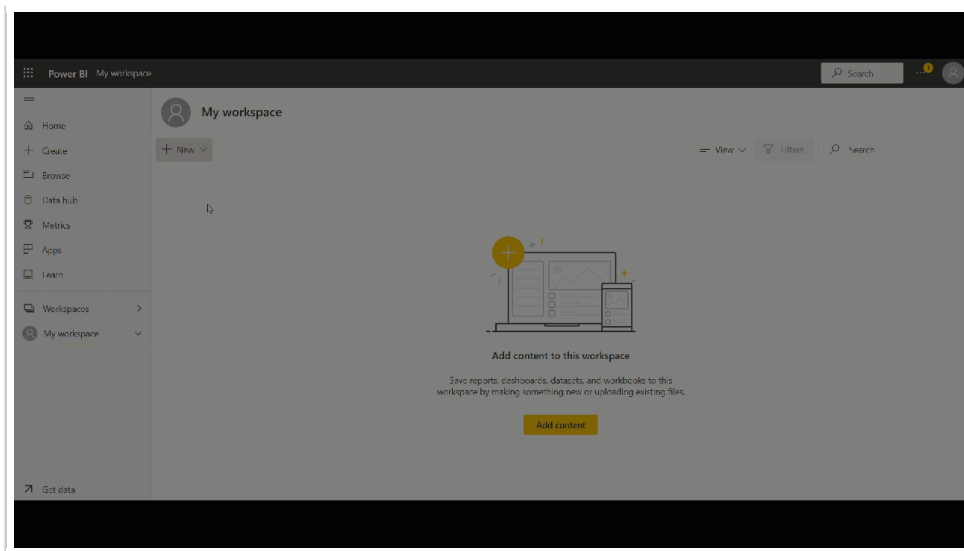 Power BI My workspace
Search
1
Home
Create
Browse
Data hub
Metrics
Apps
Learn
Workspaces
My workspace
Get data
My workspace
New
View
Filters
Search
Add content to this workspace
Save reports, dashboards, datasets, and workbooks to this
workspace by making something new or uploading existing files.
Add content